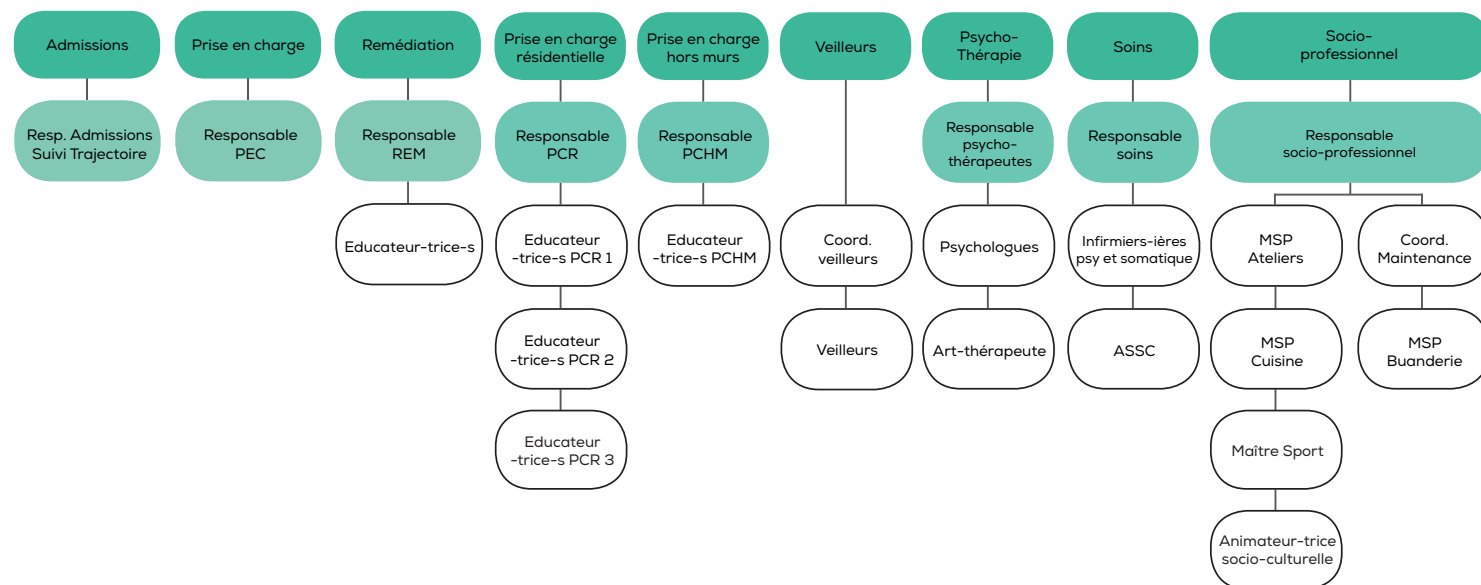 Admissions
Resp. Admissions
Suivi Trajectoire
Prise en charge
Responsable
PEC
Remédiation
Responsable
REM
Educateur-trice-s
Prise en charge
résidentielle
Responsable
PCR
Educateur
-trice-s PCR 1
Educateur
-trice-s PCR 2
Educateur
-trice-s PCR 3
Prise en charge
hors murs
Responsable
PCHM
Educateur
-trice-s PCHM
Veilleurs
Coord.
veilleurs
Veilleurs
Psycho-
Thérapie
Responsable
psycho-
thérapeutes
Psychologues
Art-thérapeute
Soins
Responsable
soins
Infirmiers-ières
psy et somatique
ASSC
Socio-
professionnel
Responsable
socio-professionnel
MSP
Ateliers
MSP
Cuisine
Maître Sport
Animateur-trice
socio-culturelle
Coord.
Maintenance
MSP
Buanderie